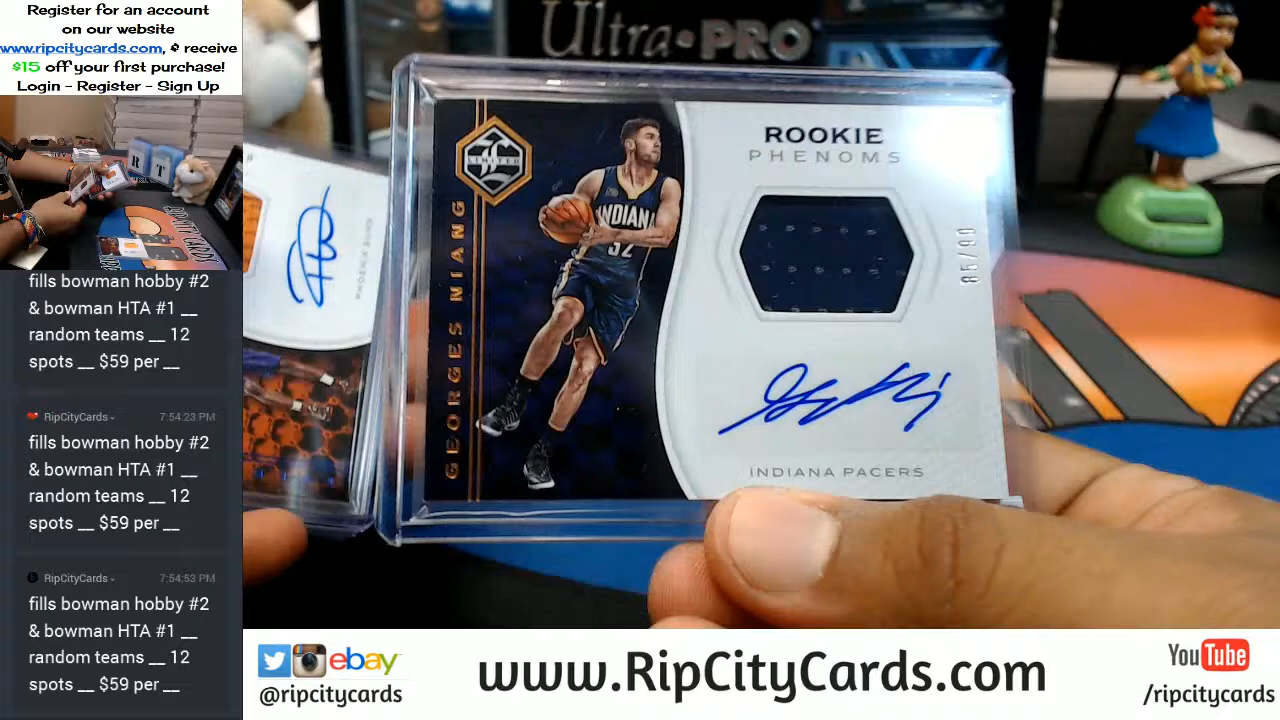 Register for an account
on our website
www.ripcitycards.com, & receive
$15 off your first purchase!
Login - Register - Sign Up
R T
fills bowman hobby #2
& bowman HTA #1 __
random teams __ 12
spots __ $59 per __
RipCityCards
7:54:23 PM
fills bowman hobby #2
& bowman HTA #1 __
random teams __ 12
spots __ $59 per __
RipCityCards
7:54:53 PM
fills bowman hobby #2
& bowman HTA #1 __
random teams __ 12
spots __ $59 per __
Ultra PRO
PHOENIX SUNS
LIMITED
GEORGES NIANG
INDIANA
32
ROOKIE
PHENOMS
85/99
INDIANA PACERS
ebay
@ripcitycards
www.RipCityCards.com
YouTube
/ripcitycards